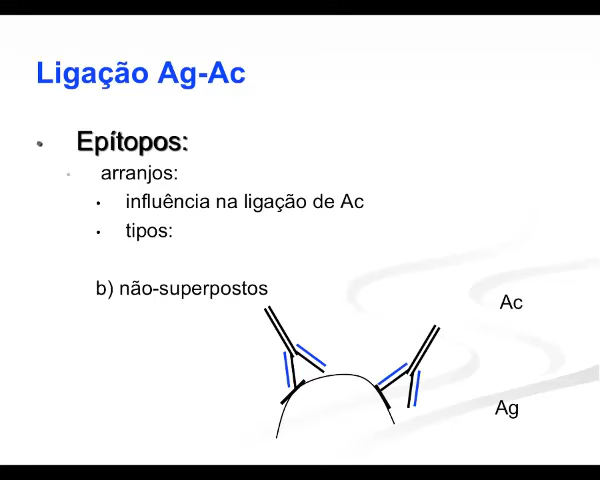 Ligação Ag-Ac
• Epítopos:
• arranjos:
• influência na ligação de Ac
• tipos:
b) não-superpostos
Ac
Ag